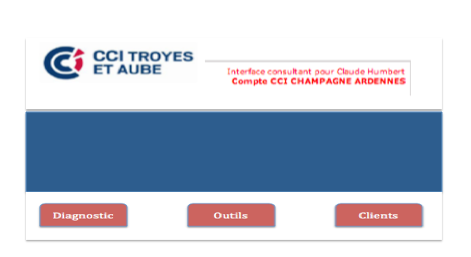 CCI TROYES
ET AUBE
Interface consultant pour Claude Humbert
Compte CCI CHAMPAGNE ARDENNES
Diagnostic
Outils
Clients